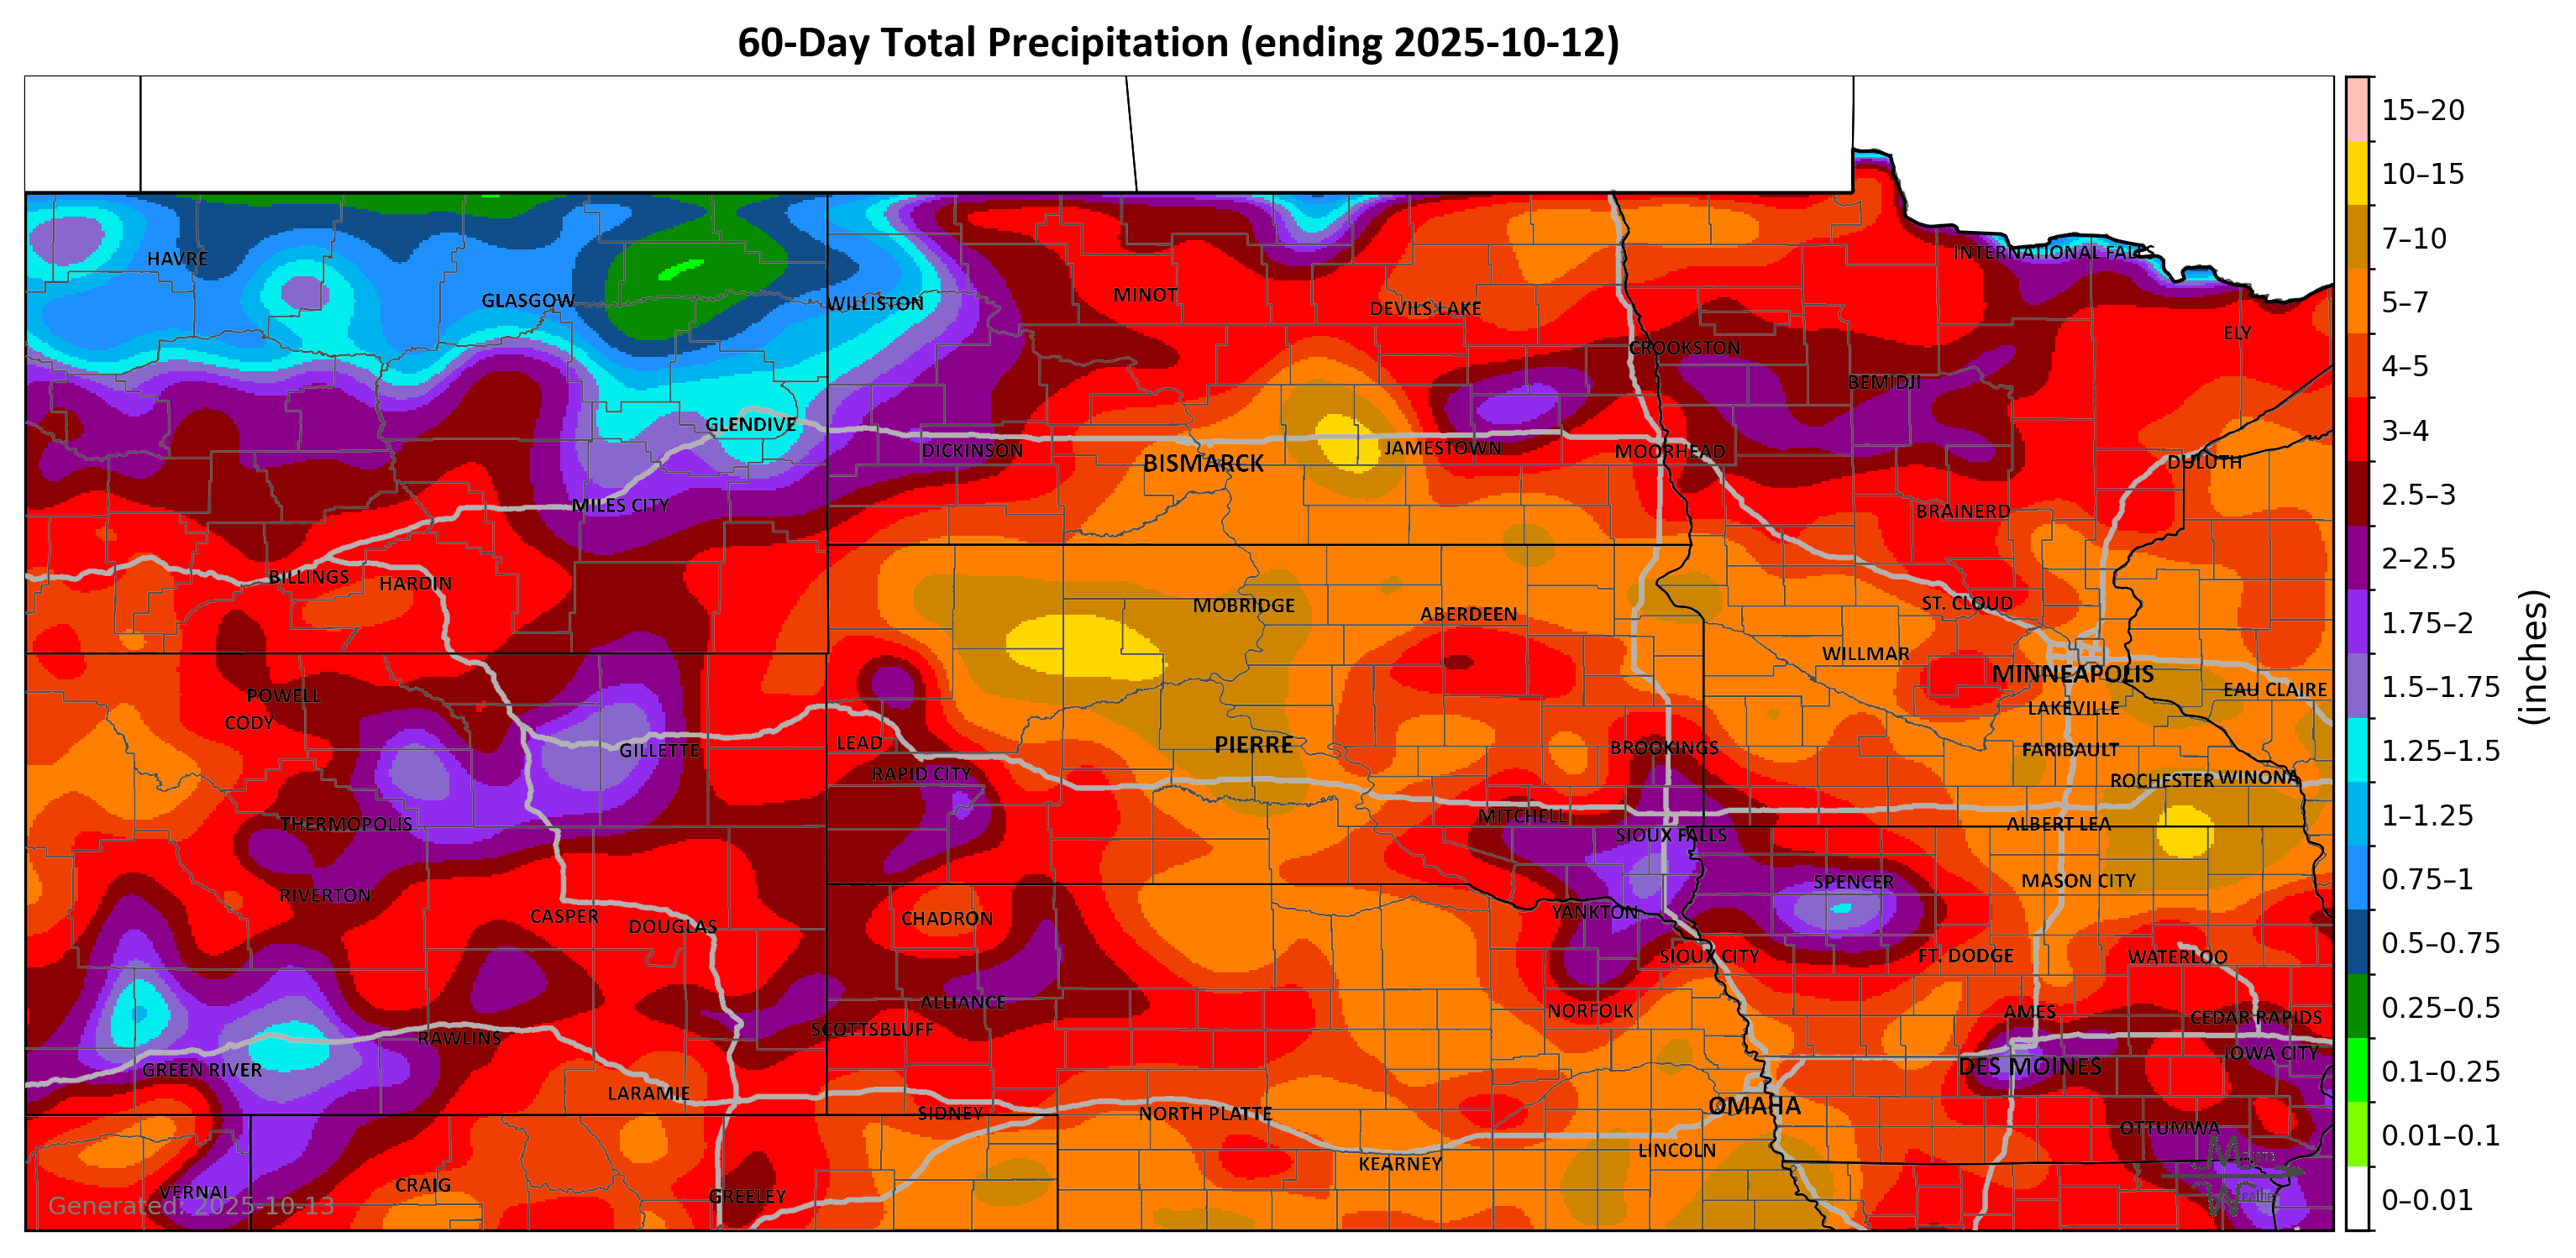 60-Day Total Precipitation (ending 2025-10-12)
15–20
10–15
7–10
5–7
4–5
3–4
2.5–3
2–2.5
1.75–2
1.5–1.75
1.25–1.5
1–1.25
0.75–1
0.5–0.75
0.25–0.5
0.1–0.25
0.01–0.1
0–0.01
(inches)
HAVRE
INTERNATIONAL FALLS
GLASGOW
WILLISTON
MINOT
DEVILS LAKE
ELY
CROOKSTON
BEMIDJI
GLENDIVE
DICKINSON
BISMARCK
JAMESTOWN
MOORHEAD
DULUTH
MILES CITY
BRAINERD
BILLINGS
HARDIN
MOBRIDGE
ABERDEEN
ST. CLOUD
WILLMAR
MINNEAPOLIS
POWELL
EAU CLAIRE
CODY
LAKEVILLE
GILLETTE
LEAD
PIERRE
BROOKINGS
FARIBAULT
RAPID CITY
ROCHESTER
WINONA
THERMOPOLIS
MITCHELL
ALBERT LEA
SIOUX FALLS
RIVERTON
SPENCER
MASON CITY
CASPER
DOUGLAS
CHADRON
YANKTON
SIOUX CITY
FT. DODGE
WATERLOO
ALLIANCE
NORFOLK
AMES
CEDAR RAPIDS
RAWLINS
SCOTTSBLUFF
IOWA CITY
GREEN RIVER
DES MOINES
LARAMIE
SIDNEY
NORTH PLATTE
OMAHA
OTTUMWA
LINCOLN
KEARNEY
VERNAL
CRAIG
GREELEY
Generated: 2025-10-13
Weather